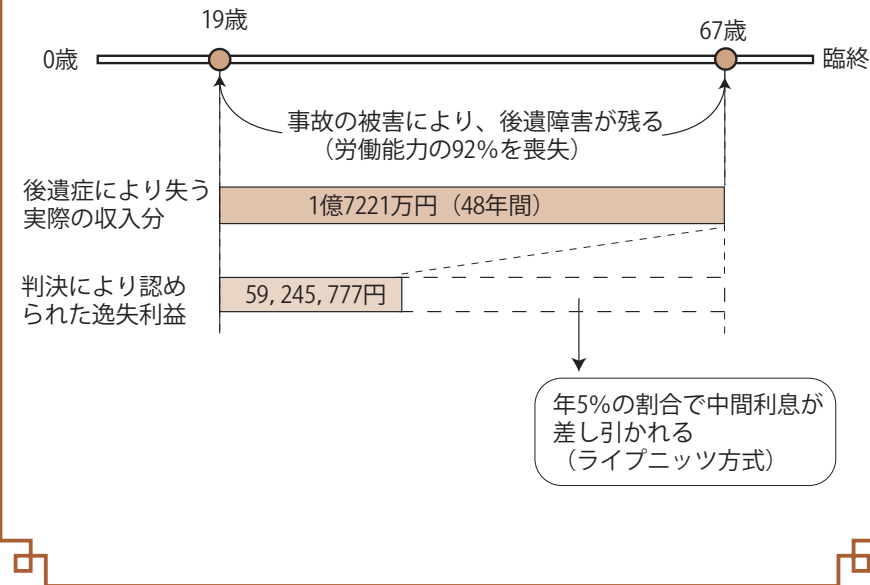 19歳
67歳
0歳
臨終
事故の被害により、後遺障害が残る
（労働能力の92%を喪失）
後遺症により失う
実際の収入分
1億7221万円（48年間）
判決により認め
られた逸失利益
59, 245, 777円
年5%の割合で中間利息が
差し引かれる
（ライプニッツ方式）